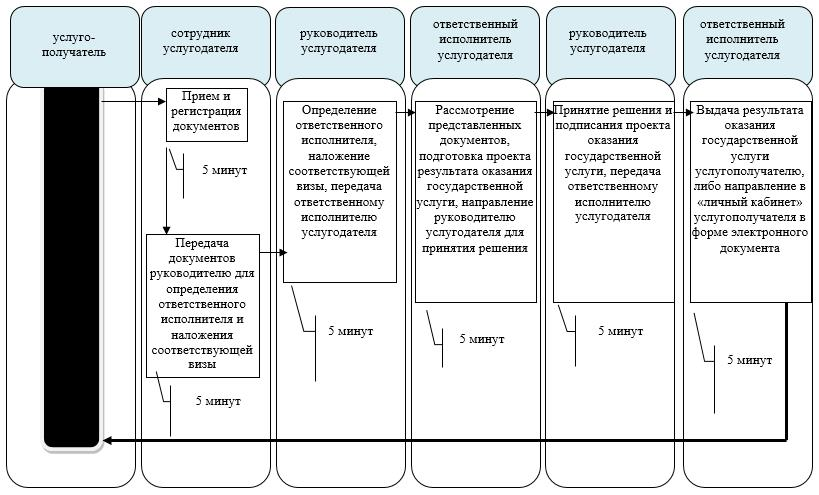 услуго-
получатель
сотрудник
услугодателя
руководитель
услугодателя
ответственный
исполнитель
услугодателя
руководитель
услугодателя
ответственный
исполнитель
услугодателя
Прием и
регистрация
документов
5 минут
Передача
документов
руководителю для
определения
ответственного
исполнителя и
наложения
соответствующей
визы
5 минут
Определение
ответственного
исполнителя,
наложение
соответствующей
визы, передача
ответственному
исполнителю
услугодателя
5 минут
Рассмотрение
представленных
документов,
подготовка проекта
результата оказания
государственной
услуги, направление
руководителю
услугодателя для
принятия решения
5 минут
Принятие решения и
подписания проекта
оказания
государственной
услуги, передача
ответственному
исполнителю
услугодателя
5 минут
Выдача результата
оказания
государственной
услуги
услугополучателю,
либо направление в
«личный кабинет»
услугополучателя в
форме электронного
документа
5 минут